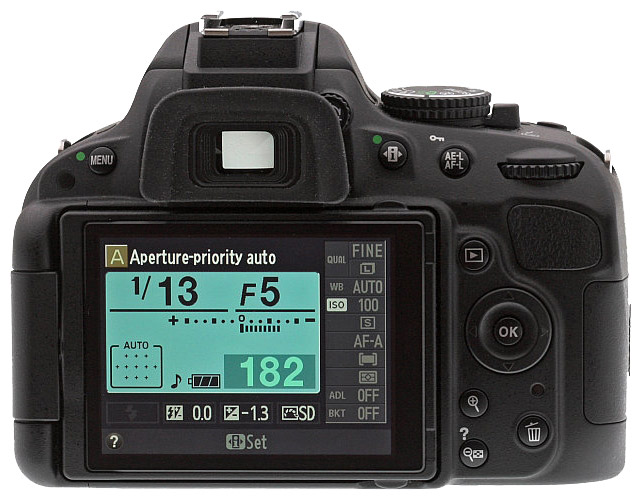 MENU
AE-L
AF-L
A Aperture-priority auto
1/13 F5
+ 0 -
AUTO
182
0.0 -1.3 SD
? Set
QUAL FINE
L
WB AUTO
ISO 100
S
AF-A
ADL OFF
BKT OFF
OK
?